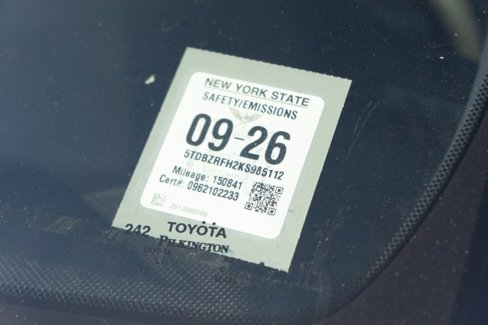 NEW YORK STATE
SAFETY/EMISSIONS
09-26
5TDBZRFH2KS985112
Mileage: 150841
Cert#: 0962102233
242 TOYOTA
PILKINGTON